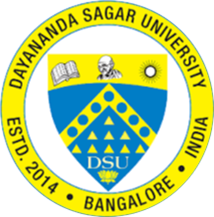 DAYANANDA SAGAR UNIVERSITY
ESTD. 2014 • BANGALORE • INDIA
DSU